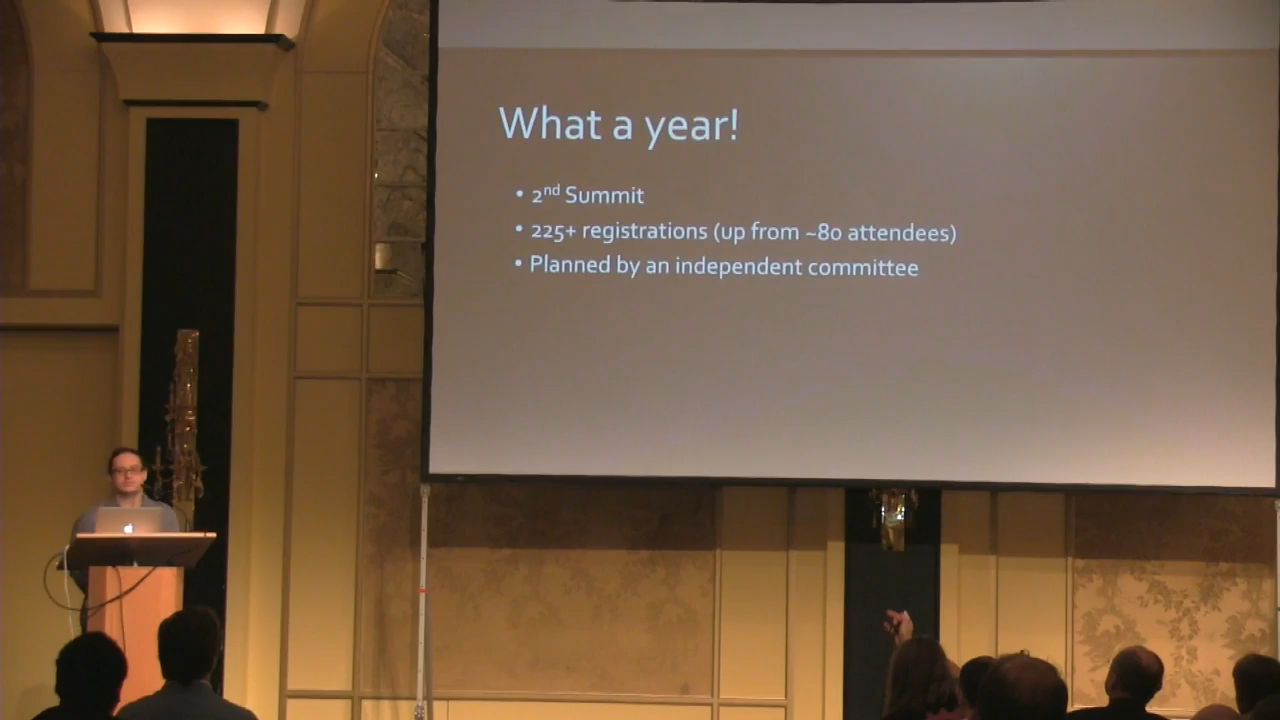 What a year!
• 2nd Summit
• 225+ registrations (up from ~80 attendees)
• Planned by an independent committee